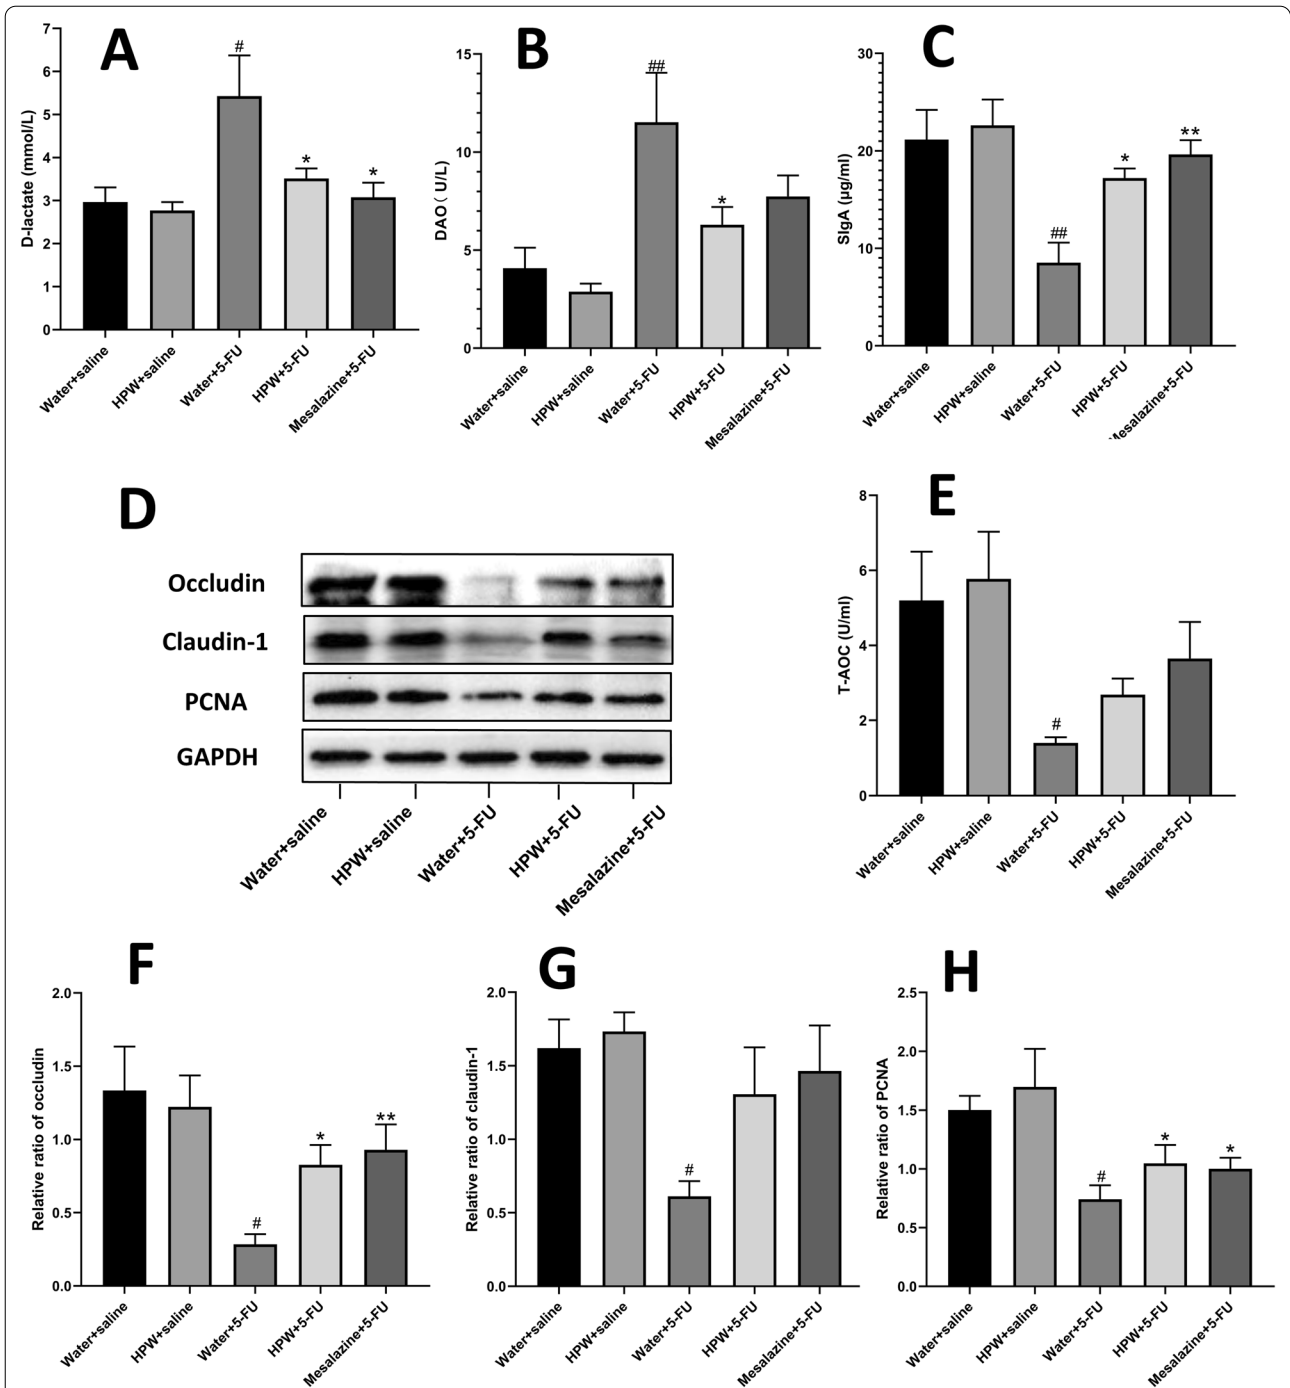 A
D-lactate (mmol/L)
7
6
5
4
3
2
1
0
#
*
*
Water+saline
HPW+saline
Water+5-FU
HPW+5-FU
Mesalazine+5-FU
B
DAO( U/L)
15
10
5
0
##
*
Water+saline
HPW+saline
Water+5-FU
HPW+5-FU
Mesalazine+5-FU
C
SIgA (μg/ml)
30
20
10
0
##
*
**
Water+saline
HPW+saline
Water+5-FU
HPW+5-FU
Mesalazine+5-FU
D
Occludin
Claudin-1
PCNA
GAPDH
Water+saline
HPW+saline
Water+5-FU
HPW+5-FU
Mesalazine+5-FU
E
T-AOC (U/ml)
8
6
4
2
0
#
Water+saline
HPW+saline
Water+5-FU
HPW+5-FU
Mesalazine+5-FU
F
Relative ratio of occludin
2.0
1.5
1.0
0.5
0.0
#
*
**
Water+saline
HPW+saline
Water+5-FU
HPW+5-FU
Mesalazine+5-FU
G
Relative ratio of claudin-1
2.0
1.5
1.0
0.5
0.0
#
Water+saline
HPW+saline
Water+5-FU
HPW+5-FU
Mesalazine+5-FU
H
Relative ratio of PCNA
2.5
2.0
1.5
1.0
0.5
0.0
#
*
*
Water+saline
HPW+saline
Water+5-FU
HPW+5-FU
Mesalazine+5-FU